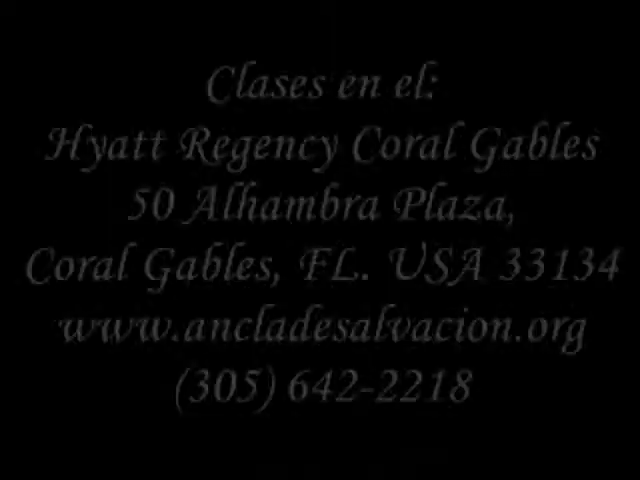 Clases en el:
Hyatt Regency Coral Gables
50 Alhambra Plaza,
Coral Gables, FL. USA 33134
www.ancladesalvacion.org
(305) 642-2218